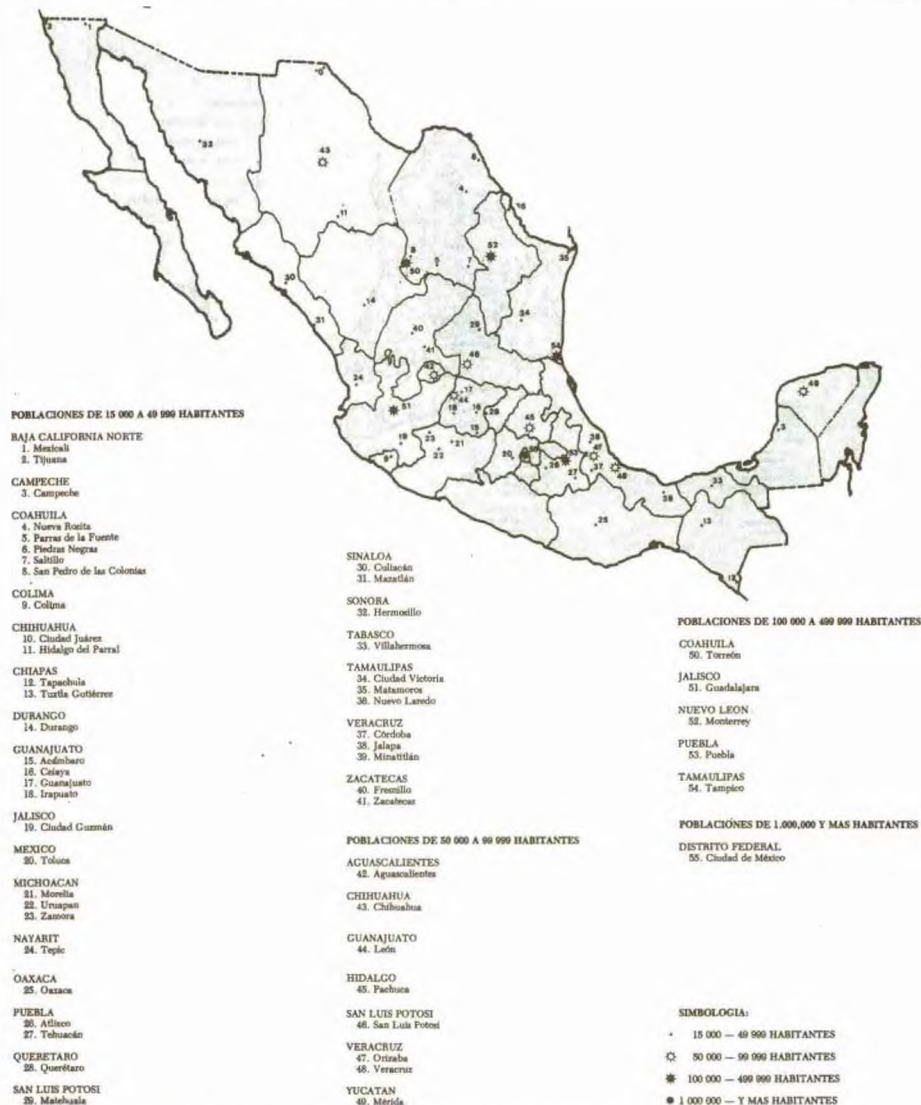 POBLACIONES DE 15 000 A 49 999 HABITANTES
BAJA CALIFORNIA NORTE
1. Mexicali
2. Tijuana
CAMPECHE
3. Campeche
COAHUILA
4. Nueva Rosita
5. Parras de la Fuente
6. Piedras Negras
7. Saltillo
8. San Pedro de las Colonias
COLIMA
9. Colima
CHIHUAHUA
10. Ciudad Juárez
11. Hidalgo del Parral
CHIAPAS
12. Tapachula
13. Tuxtla Gutiérrez
DURANGO
14. Durango
GUANAJUATO
15. Acámbaro
16. Celaya
17. Guanajuato
18. Irapuato
JALISCO
19. Ciudad Guzmán
MEXICO
20. Toluca
MICHOACAN
21. Morelia
22. Uruapan
23. Zamora
NAYARIT
24. Tepic
OAXACA
25. Oaxaca
PUEBLA
26. Atlixco
27. Tehuacán
QUERETARO
28. Querétaro
SAN LUIS POTOSI
29. Matehuala
SINALOA
30. Culiacán
31. Mazatlán
SONORA
32. Hermosillo
TABASCO
33. Villahermosa
TAMAULIPAS
34. Ciudad Victoria
35. Matamoros
36. Nuevo Laredo
VERACRUZ
37. Córdoba
38. Jalapa
39. Minatitlán
ZACATECAS
40. Fresnillo
41. Zacatecas
POBLACIONES DE 50 000 A 99 999 HABITANTES
AGUASCALIENTES
42. Aguascalientes
CHIHUAHUA
43. Chihuahua
GUANAJUATO
44. León
HIDALGO
45. Pachuca
SAN LUIS POTOSI
46. San Luis Potosí
VERACRUZ
47. Orizaba
48. Veracruz
YUCATAN
49. Mérida
POBLACIONES DE 100 000 A 499 999 HABITANTES
COAHUILA
50. Torreón
JALISCO
51. Guadalajara
NUEVO LEON
52. Monterrey
PUEBLA
53. Puebla
TAMAULIPAS
54. Tampico
POBLACIONES DE 1.000,000 Y MAS HABITANTES
DISTRITO FEDERAL
55. Ciudad de México
SIMBOLOGIA:
15 000 — 49 999 HABITANTES
50 000 — 99 999 HABITANTES
100 000 — 499 999 HABITANTES
1 000 000 — Y MAS HABITANTES